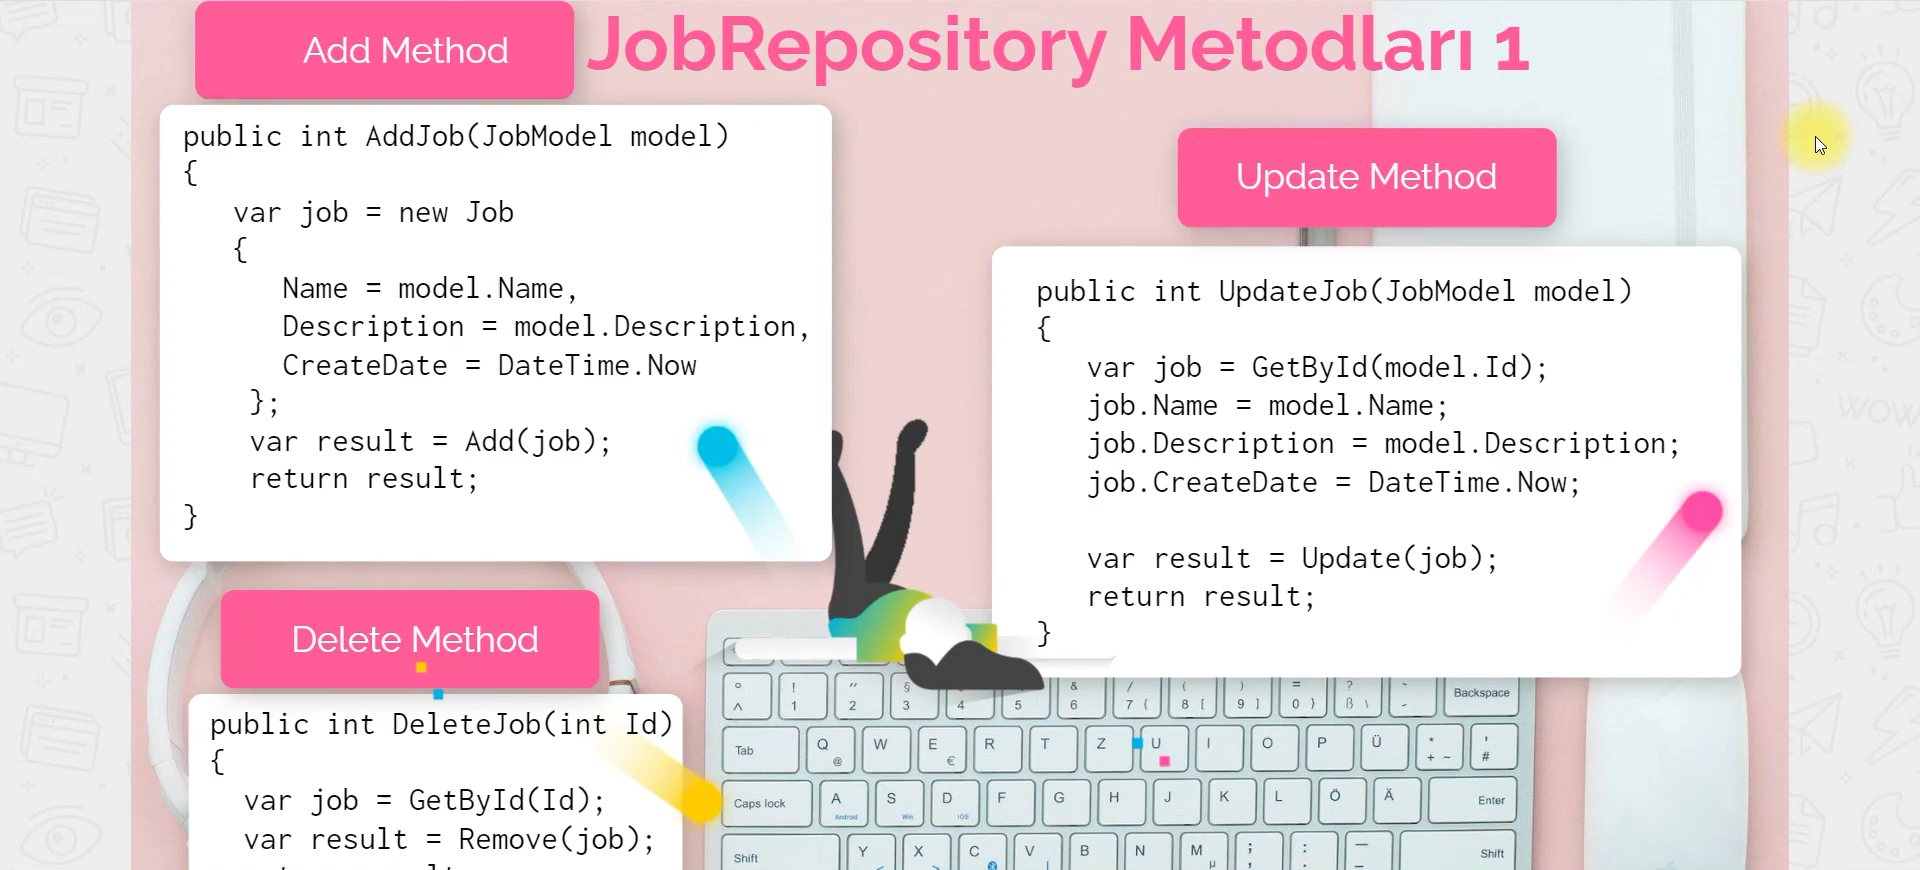 JobRepository Metodları 1
Add Method
public int AddJob(JobModel model)
{
var job = new Job
{
Name = model.Name,
Description = model.Description,
CreateDate = DateTime.Now
};
var result = Add(job);
return result;
}
Update Method
public int UpdateJob(JobModel model)
{
var job = GetById(model.Id);
job.Name = model.Name;
job.Description = model.Description;
job.CreateDate = DateTime.Now;
var result = Update(job);
return result;
}
Delete Method
public int DeleteJob(int Id)
{
var job = GetById(Id);
var result = Remove(job);
WOW
Backspace
Tab
Q W E R T Z U I O P Ü
Caps lock
A S D F G H J K L Ö Ä
Enter
Android Win iOS
Shift
Y X C V B N M
Shift